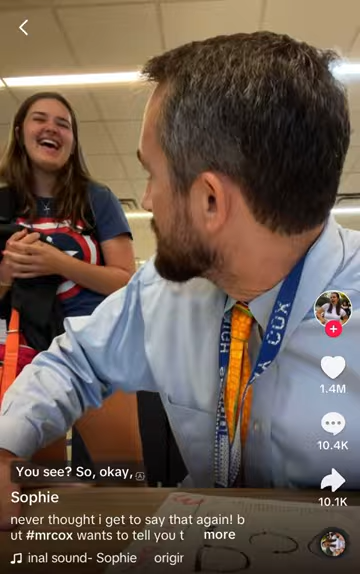 You see? So, okay,
Sophie
never thought i get to say that again! b
ut #mrcox wants to tell you t more
inal sound- Sophie origir
1.4M
10.4K
10.1K